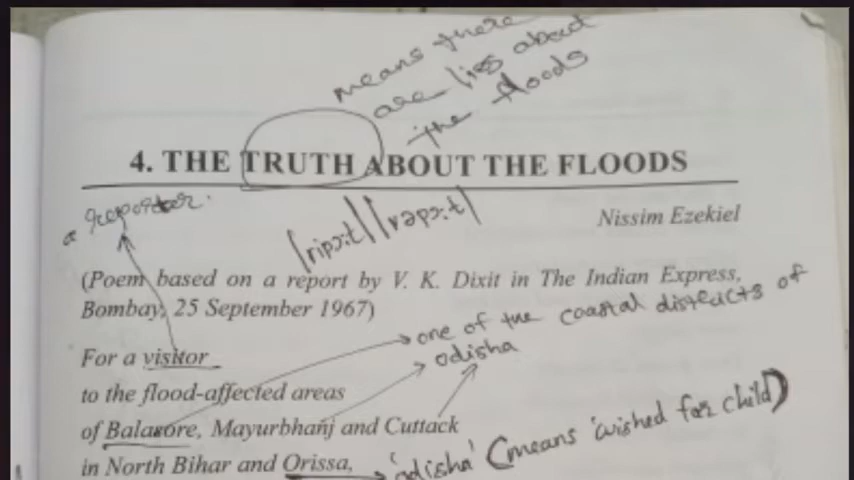 means there
are lies about
the floods
4. THE TRUTH ABOUT THE FLOODS
a reporter.
|ripɔ:t| |rəpɔ:t|
Nissim Ezekiel
(Poem based on a report by V. K. Dixit in The Indian Express,
Bombay, 25 September 1967)
one of the coastal districts of
odisha
For a visitor
to the flood-affected areas
of Balasore, Mayurbhanj and Cuttack
in North Bihar and Orissa,
'odisha' (means 'wished for child)